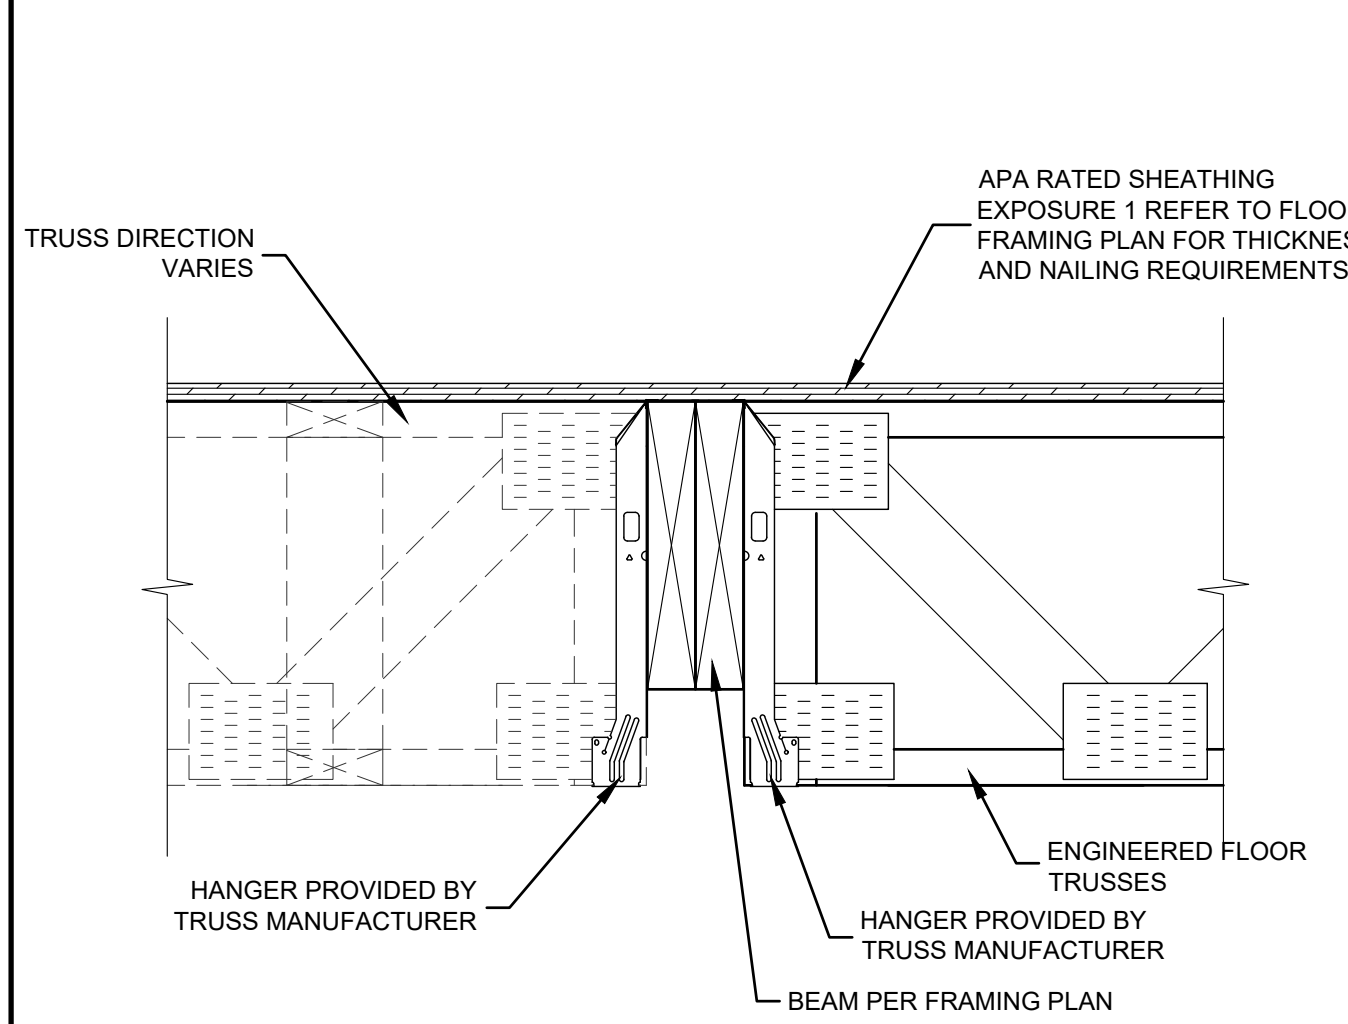 APA RATED SHEATHING
EXPOSURE 1 REFER TO FLOO
FRAMING PLAN FOR THICKNES
AND NAILING REQUIREMENTS
TRUSS DIRECTION
VARIES
ENGINEERED FLOOR
TRUSSES
HANGER PROVIDED BY
TRUSS MANUFACTURER
HANGER PROVIDED BY
TRUSS MANUFACTURER
BEAM PER FRAMING PLAN